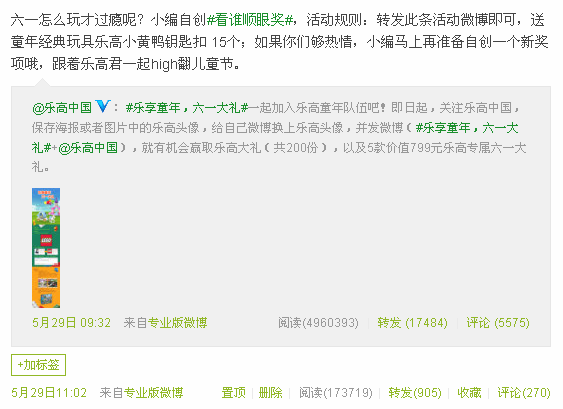 六一怎么玩才过瘾呢？小编自创#看谁顺眼奖#，活动规则：转发此条活动微博即可，送
童年经典玩具乐高小黄鸭钥匙扣 15个；如果你们够热情，小编马上再准备自创一个新奖
项哦，跟着乐高君一起high翻儿童节。
@乐高中国V：#乐享童年，六一大礼#一起加入乐高童年队伍吧！即日起，关注乐高中国，
保存海报或者图片中的乐高头像，给自己微博换上乐高头像，并发微博（#乐享童年，六一大
礼#+@乐高中国），就有机会赢取乐高大礼（共200份），以及5款价值799元乐高专属六一大
礼。
LEGO
5月29日 09:32 来自专业版微博 阅读(4960393) 转发 (17484) 评论 (5575)
+加标签
5月29日11:02 来自专业版微博 置顶 删除 阅读(173719) 转发(905) 收藏 评论(270)